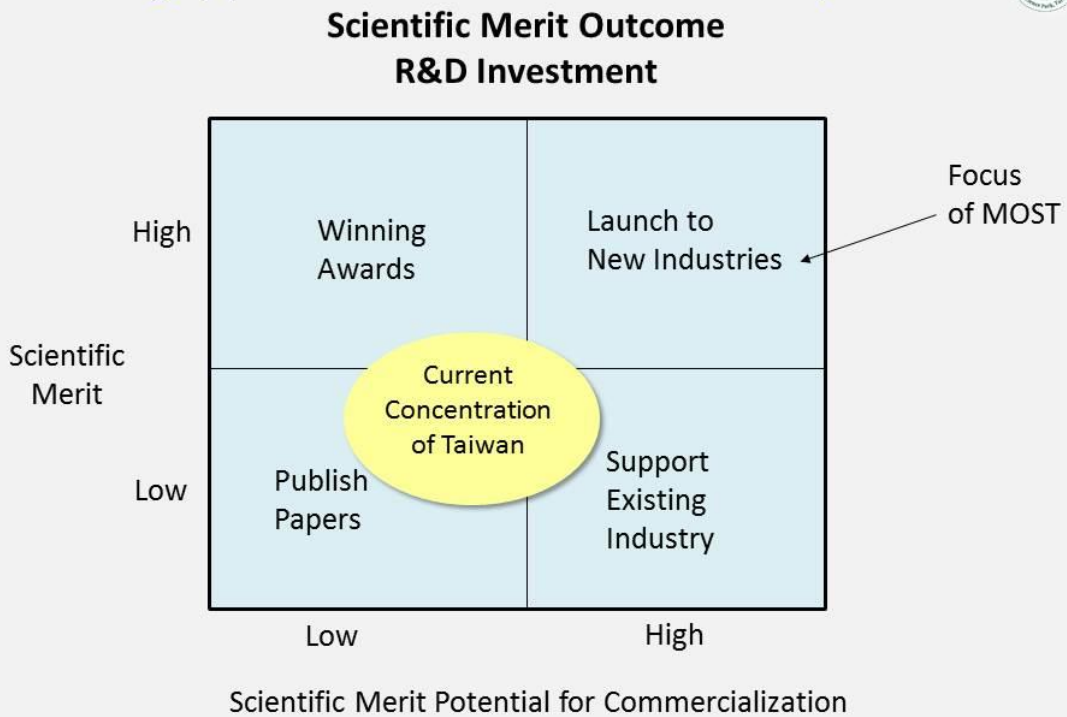 Scientific Merit Outcome
R&D Investment
Focus
of MOST
High
Winning
Awards
Launch to
New Industries
Scientific
Merit
Current
Concentration
of Taiwan
Low
Publish
Papers
Support
Existing
Industry
Low
High
Scientific Merit Potential for Commercialization